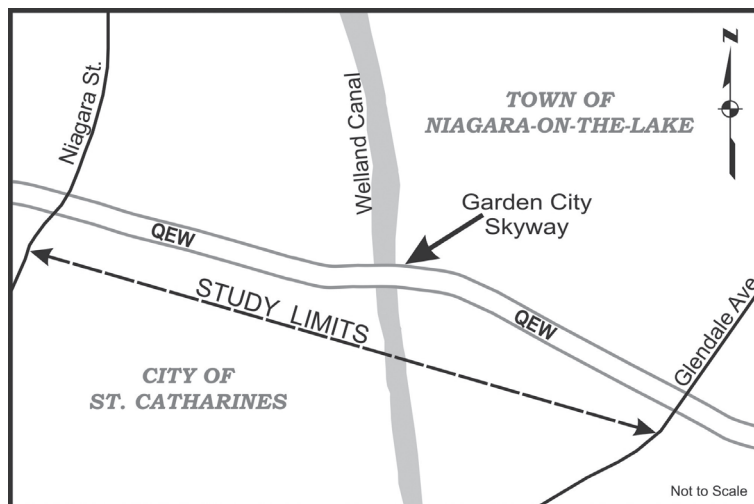 Niagara St.
Welland Canal
Z
TOWN OF
NIAGARA-ON-THE-LAKE
Garden City
Skyway
QEW
STUDY LIMITS
QEW
Glendale Ave
CITY OF
ST. CATHARINES
Not to Scale